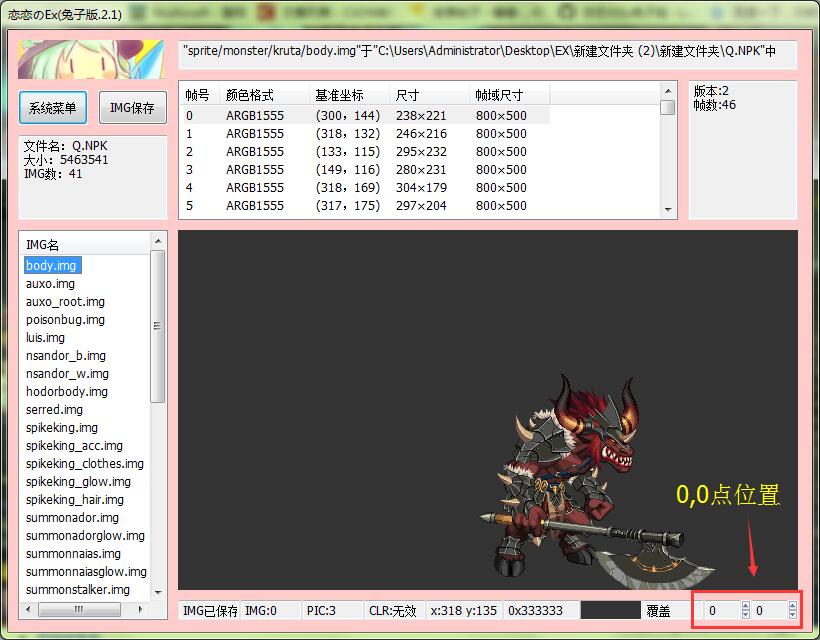 恋恋のEx(兔子版.2.1)
"sprite/monster/kruta/body.img"于"C:\Users\Administrator\Desktop\EX\新建文件夹 (2)\新建文件夹\Q.NPK"中
系统菜单 IMG保存
文件名：Q.NPK
大小：5463541
IMG数：41
帧号 颜色格式 基准坐标 尺寸 帧域尺寸
0 ARGB1555 (300，144) 238×221 800×500
1 ARGB1555 (318，132) 246×216 800×500
2 ARGB1555 (133，115) 295×232 800×500
3 ARGB1555 (149，116) 280×231 800×500
4 ARGB1555 (318，169) 304×179 800×500
5 ARGB1555 (317，175) 297×204 800×500
版本:2
帧数:46
IMG名
body.img
auxo.img
auxo_root.img
poisonbug.img
luis.img
nsandor_b.img
nsandor_w.img
hodorbody.img
serred.img
spikeking.img
spikeking_acc.img
spikeking_clothes.img
spikeking_glow.img
spikeking_hair.img
summonador.img
summonadorglow.img
summonnaias.img
summonnaiasglow.img
summonstalker.img
0,0点位置
IMG已保存 IMG:0 PIC:3 CLR:无效 x:318 y:135 0x333333 覆盖 0 0